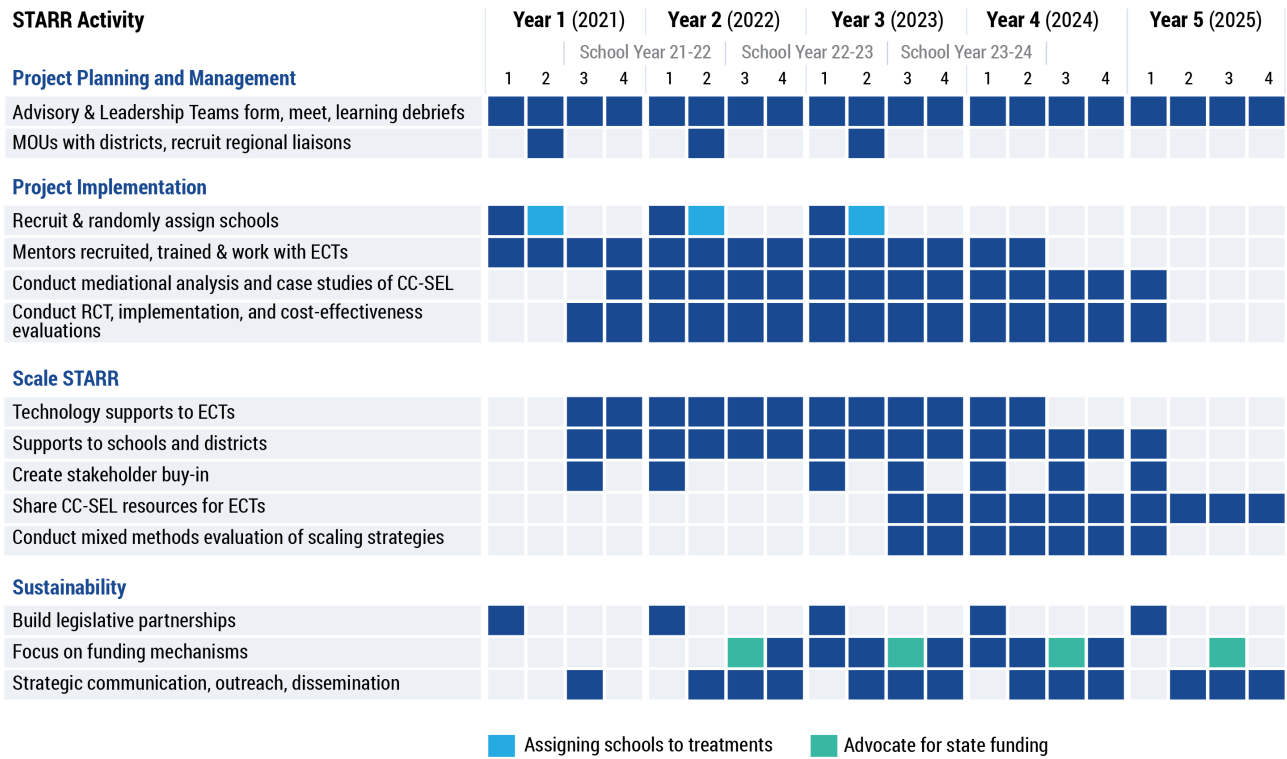 STARR Activity
Year 1 (2021) Year 2 (2022) Year 3 (2023) Year 4 (2024) Year 5 (2025)
School Year 21-22 School Year 22-23 School Year 23-24
Project Planning and Management
1 2 3 4 1 2 3 4 1 2 3 4 1 2 3 4 1 2 3 4
Advisory & Leadership Teams form, meet, learning debriefs
MOUs with districts, recruit regional liaisons
Project Implementation
Recruit & randomly assign schools
Mentors recruited, trained & work with ECTs
Conduct mediational analysis and case studies of CC-SEL
Conduct RCT, implementation, and cost-effectiveness
evaluations
Scale STARR
Technology supports to ECTs
Supports to schools and districts
Create stakeholder buy-in
Share CC-SEL resources for ECTs
Conduct mixed methods evaluation of scaling strategies
Sustainability
Build legislative partnerships
Focus on funding mechanisms
Strategic communication, outreach, dissemination
Assigning schools to treatments
Advocate for state funding